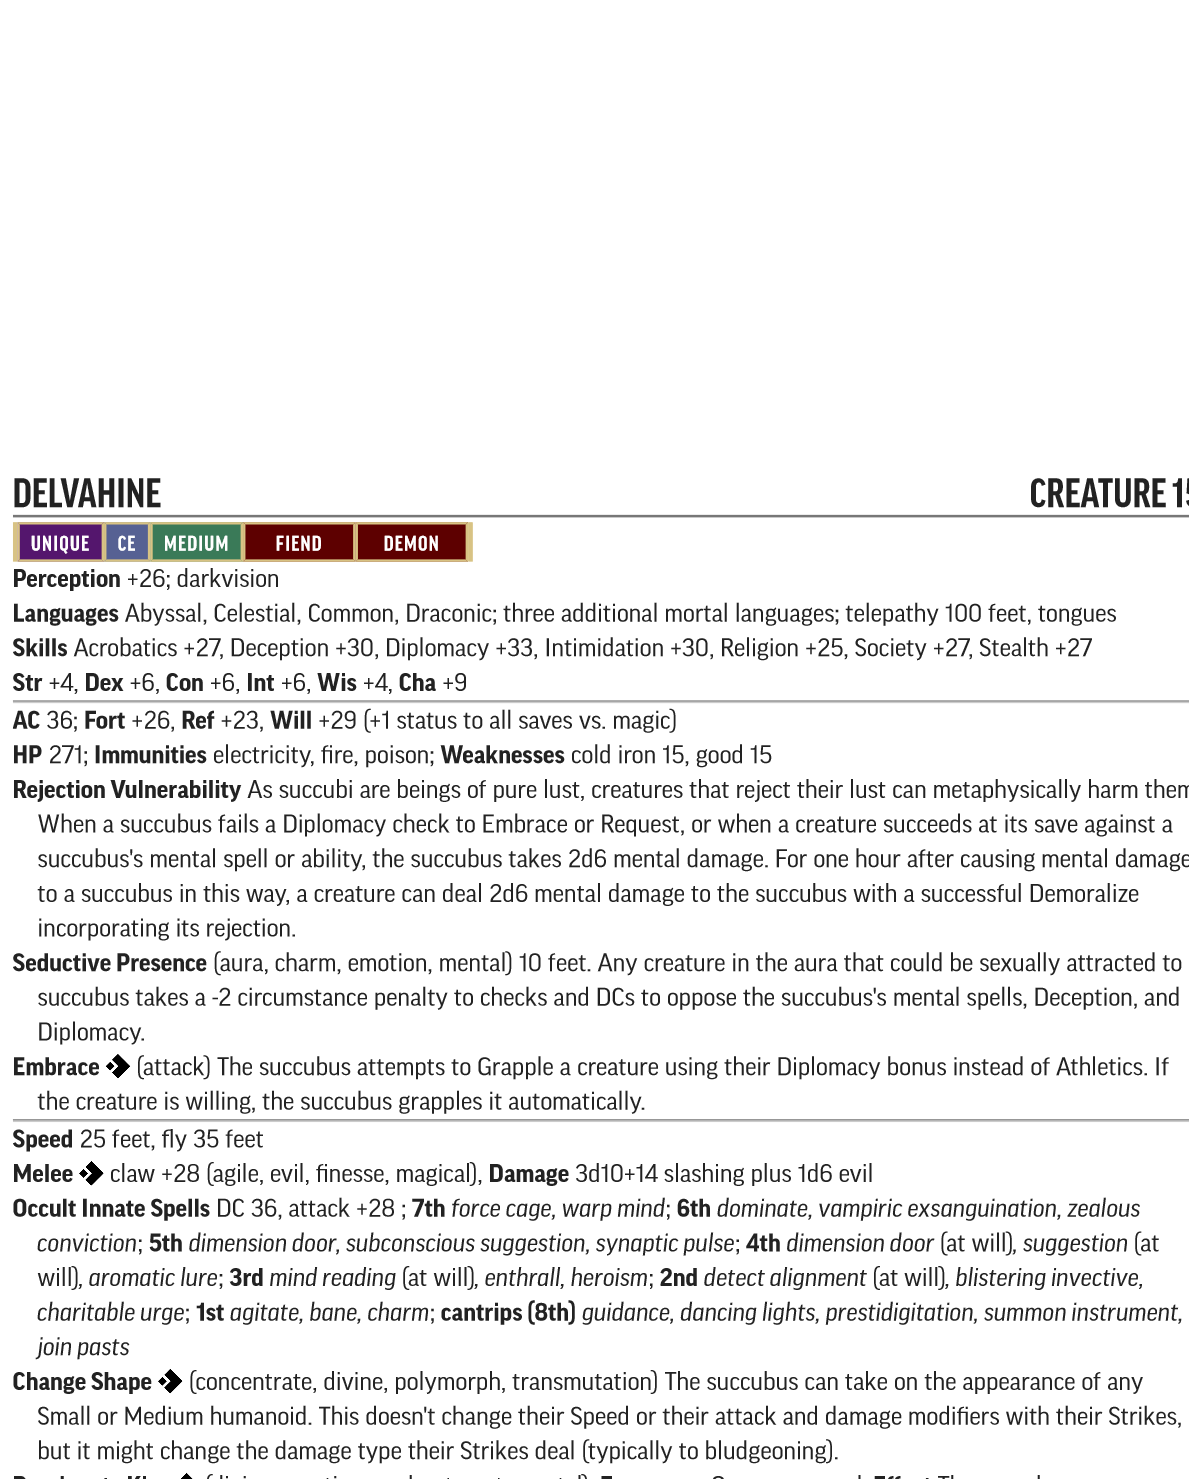 DELVAHINE CREATURE 15
UNIQUE CE MEDIUM FIEND DEMON
Perception +26; darkvision
Languages Abyssal, Celestial, Common, Draconic; three additional mortal languages; telepathy 100 feet, tongues
Skills Acrobatics +27, Deception +30, Diplomacy +33, Intimidation +30, Religion +25, Society +27, Stealth +27
Str +4, Dex +6, Con +6, Int +6, Wis +4, Cha +9
AC 36; Fort +26, Ref +23, Will +29 (+1 status to all saves vs. magic)
HP 271; Immunities electricity, fire, poison; Weaknesses cold iron 15, good 15
Rejection Vulnerability As succubi are beings of pure lust, creatures that reject their lust can metaphysically harm them
When a succubus fails a Diplomacy check to Embrace or Request, or when a creature succeeds at its save against a
succubus's mental spell or ability, the succubus takes 2d6 mental damage. For one hour after causing mental damage
to a succubus in this way, a creature can deal 2d6 mental damage to the succubus with a successful Demoralize
incorporating its rejection.
Seductive Presence (aura, charm, emotion, mental) 10 feet. Any creature in the aura that could be sexually attracted to
succubus takes a -2 circumstance penalty to checks and DCs to oppose the succubus's mental spells, Deception, and
Diplomacy.
Embrace (attack) The succubus attempts to Grapple a creature using their Diplomacy bonus instead of Athletics. If
the creature is willing, the succubus grapples it automatically.
Speed 25 feet, fly 35 feet
Melee claw +28 (agile, evil, finesse, magical), Damage 3d10+14 slashing plus 1d6 evil
Occult Innate Spells DC 36, attack +28 ; 7th force cage, warp mind; 6th dominate, vampiric exsanguination, zealous
conviction; 5th dimension door, subconscious suggestion, synaptic pulse; 4th dimension door (at will), suggestion (at
will), aromatic lure; 3rd mind reading (at will), enthrall, heroism; 2nd detect alignment (at will), blistering invective,
charitable urge; 1st agitate, bane, charm; cantrips (8th) guidance, dancing lights, prestidigitation, summon instrument,
join pasts
Change Shape (concentrate, divine, polymorph, transmutation) The succubus can take on the appearance of any
Small or Medium humanoid. This doesn't change their Speed or their attack and damage modifiers with their Strikes,
but it might change the damage type their Strikes deal (typically to bludgeoning).